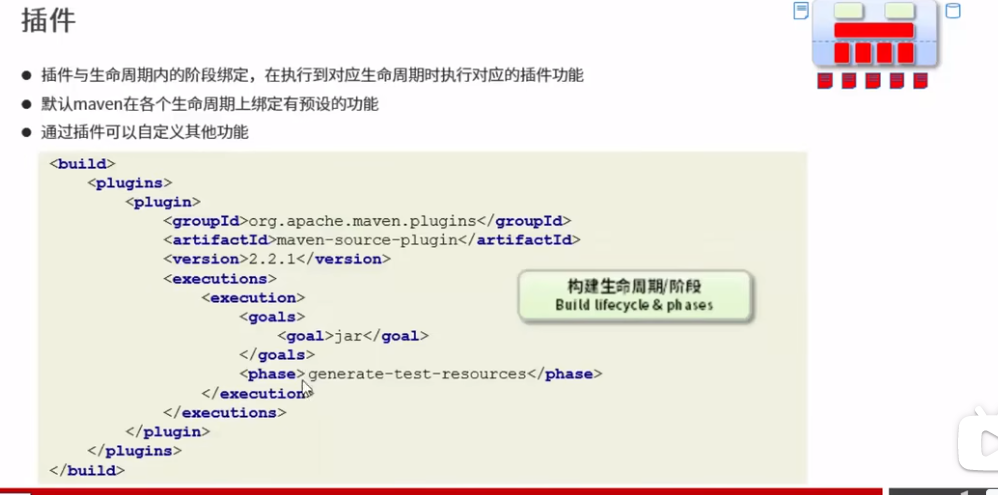 插件
● 插件与生命周期内的阶段绑定，在执行到对应生命周期时执行对应的插件功能
● 默认maven在各个生命周期上绑定有预设的功能
● 通过插件可以自定义其他功能
<build>
    <plugins>
        <plugin>
            <groupId>org.apache.maven.plugins</groupId>
            <artifactId>maven-source-plugin</artifactId>
            <version>2.2.1</version>
            <executions>
                <execution>
                    <goals>
                        <goal>jar</goal>
                    </goals>
                    <phase>generate-test-resources</phase>
                </execution>
            </executions>
        </plugin>
    </plugins>
</build>
构建生命周期/阶段
Build lifecycle & phases